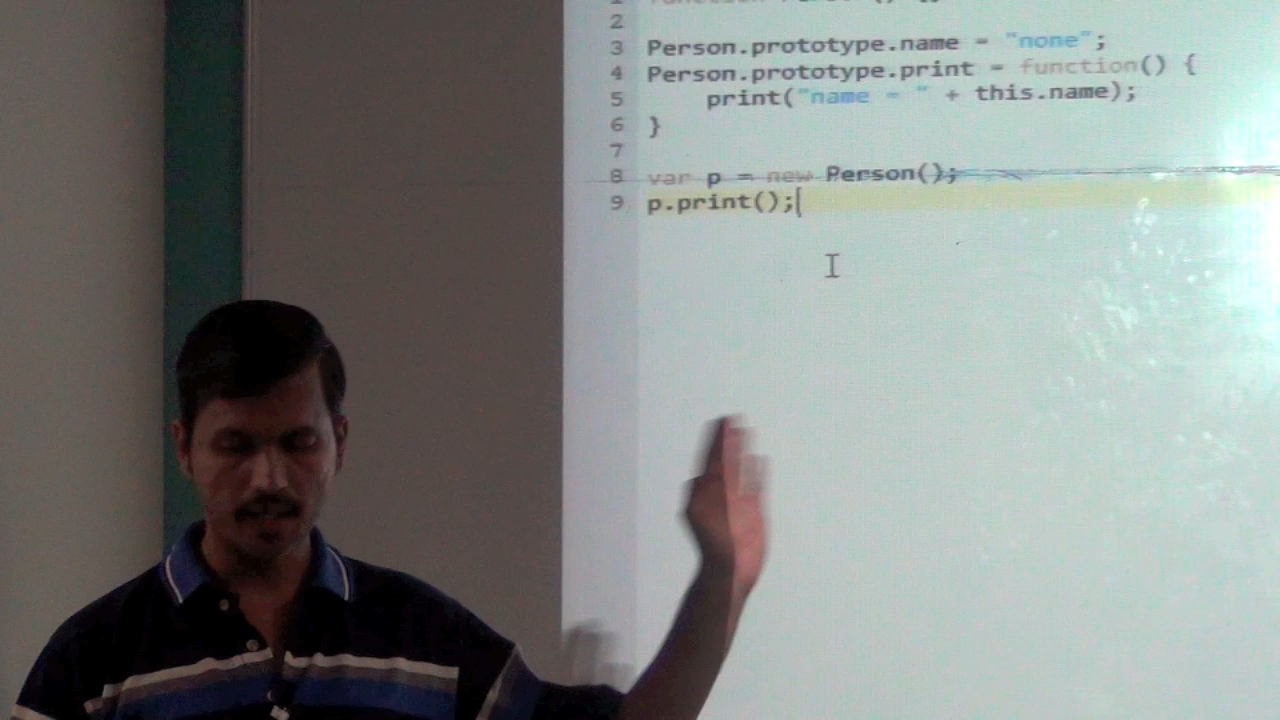 2
3 Person.prototype.name = "none";
4 Person.prototype.print = function() {
5 print("name = " + this.name);
6 }
7
8 var p = new Person();
9 p.print();